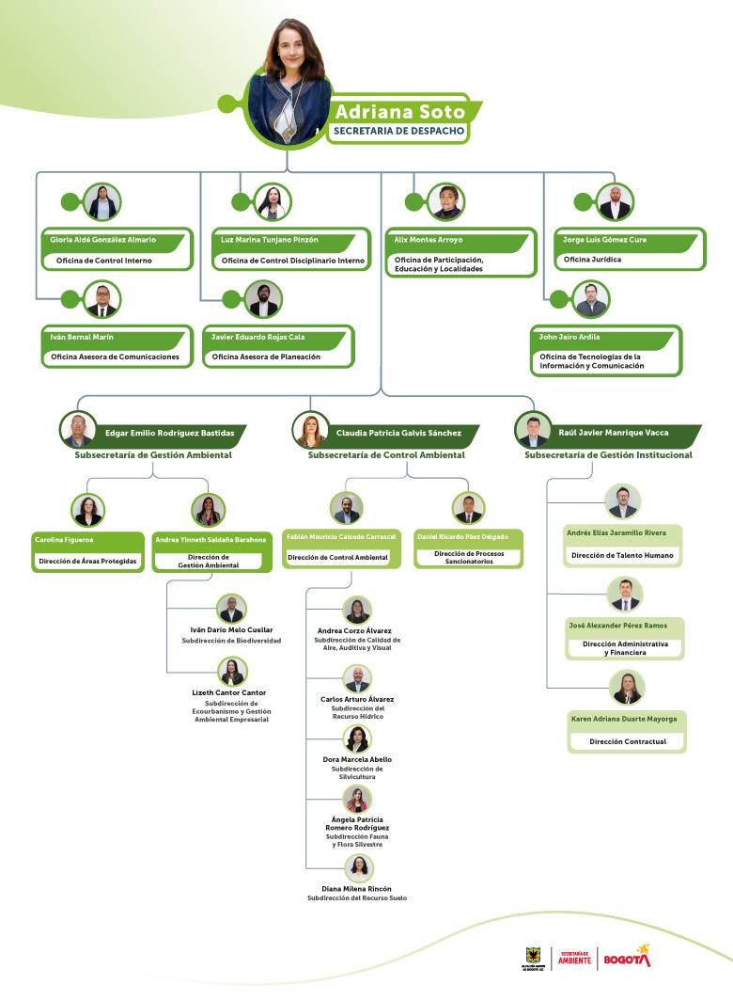 Adriana Soto
SECRETARIA DE DESPACHO
Gloria Aidé González Almario
Oficina de Control Interno
Luz Marina Tunjano Pinzón
Oficina de Control Disciplinario Interno
Alix Montes Arroyo
Oficina de Participación,
Educación y Localidades
Jorge Luis Gómez Cure
Oficina Jurídica
Iván Bernal Marín
Oficina Asesora de Comunicaciones
Javier Eduardo Rojas Cala
Oficina Asesora de Planeación
John Jairo Ardila
Oficina de Tecnologías de la
Información y Comunicación
Edgar Emilio Rodríguez Bastidas
Subsecretaría de Gestión Ambiental
Claudia Patricia Galvis Sánchez
Subsecretaría de Control Ambiental
Raúl Javier Manrique Vacca
Subsecretaría de Gestión Institucional
Carolina Figueroa
Dirección de Áreas Protegidas
Andrea Yinneth Saldaña Barahona
Dirección de
Gestión Ambiental
Fabián Mauricio Caicedo Carrascal
Dirección de Control Ambiental
Daniel Ricardo Páez Delgado
Dirección de Procesos
Sancionatorios
Andrés Elías Jaramillo Rivera
Dirección de Talento Humano
José Alexander Pérez Ramos
Dirección Administrativa
y Financiera
Karen Adriana Duarte Mayorga
Dirección Contractual
Iván Darío Melo Cuellar
Subdirección de Biodiversidad
Lizeth Cantor Cantor
Subdirección de
Ecourbanismo y Gestión
Ambiental Empresarial
Andrea Corzo Álvarez
Subdirección de Calidad de
Aire, Auditiva y Visual
Carlos Arturo Álvarez
Subdirección del
Recurso Hídrico
Dora Marcela Abello
Subdirección de
Silvicultura
Ángela Patricia
Romero Rodríguez
Subdirección Fauna
y Flora Silvestre
Diana Milena Rincón
Subdirección del Recurso Suelo
ALCALDÍA MAYOR
DE BOGOTÁ D.C.
SECRETARÍA DE
AMBIENTE
BOGOTÁ